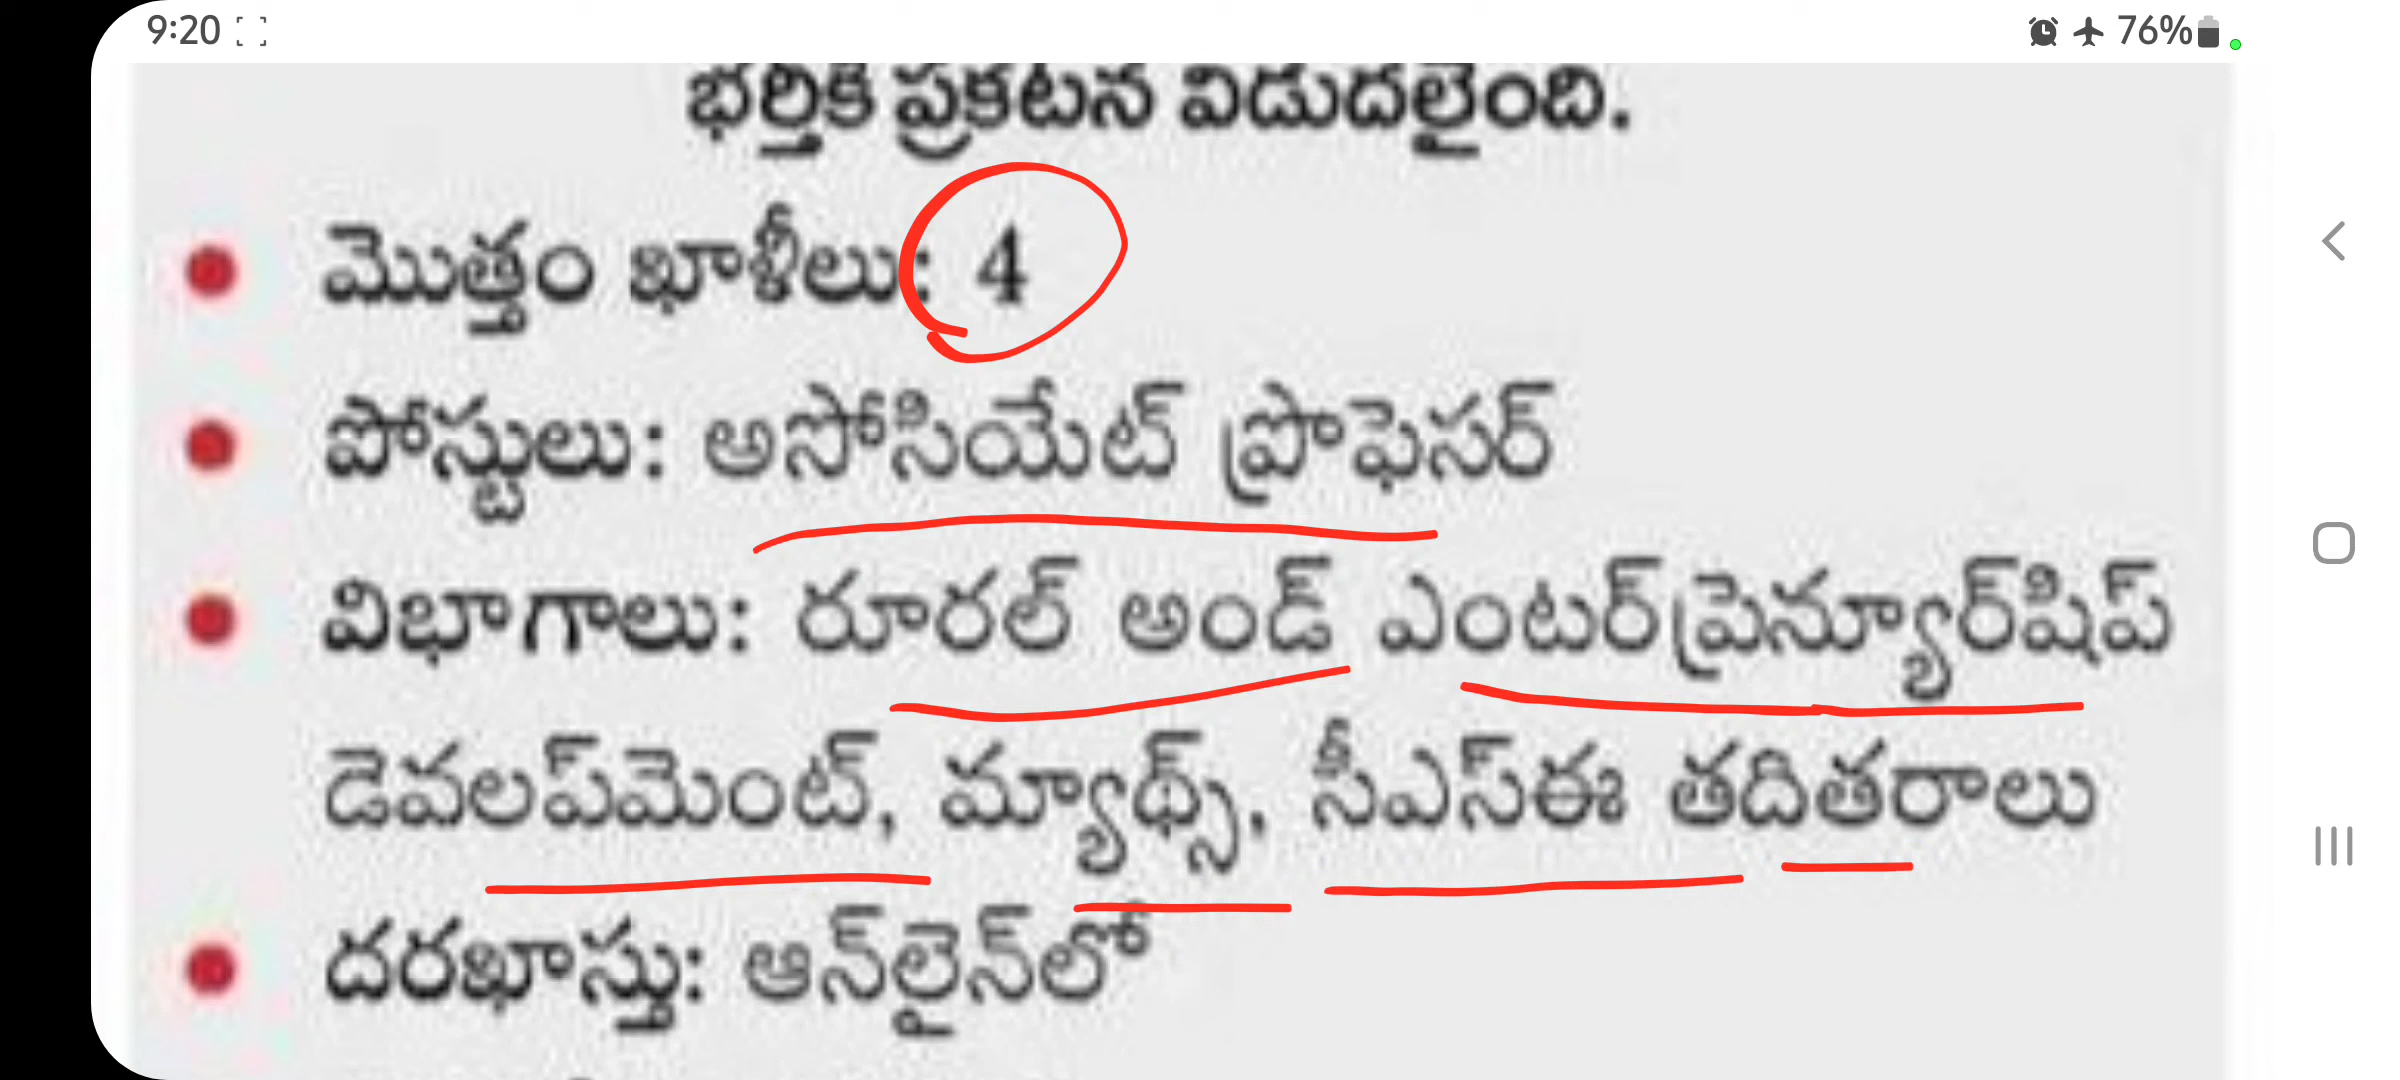 9:20
76%
భర్తీకి ప్రకటన విడుదలైంది.
మొత్తం ఖాళీలు: 4
పోస్టులు: అసోసియేట్ ప్రొఫెసర్
విభాగాలు: రూరల్ అండ్ ఎంటర్‌ప్రెన్యూర్‌షిప్
డెవలప్‌మెంట్, మ్యాథ్స్, సీఎస్ఈ తదితరాలు
దరఖాస్తు: ఆన్‌లైన్‌లో